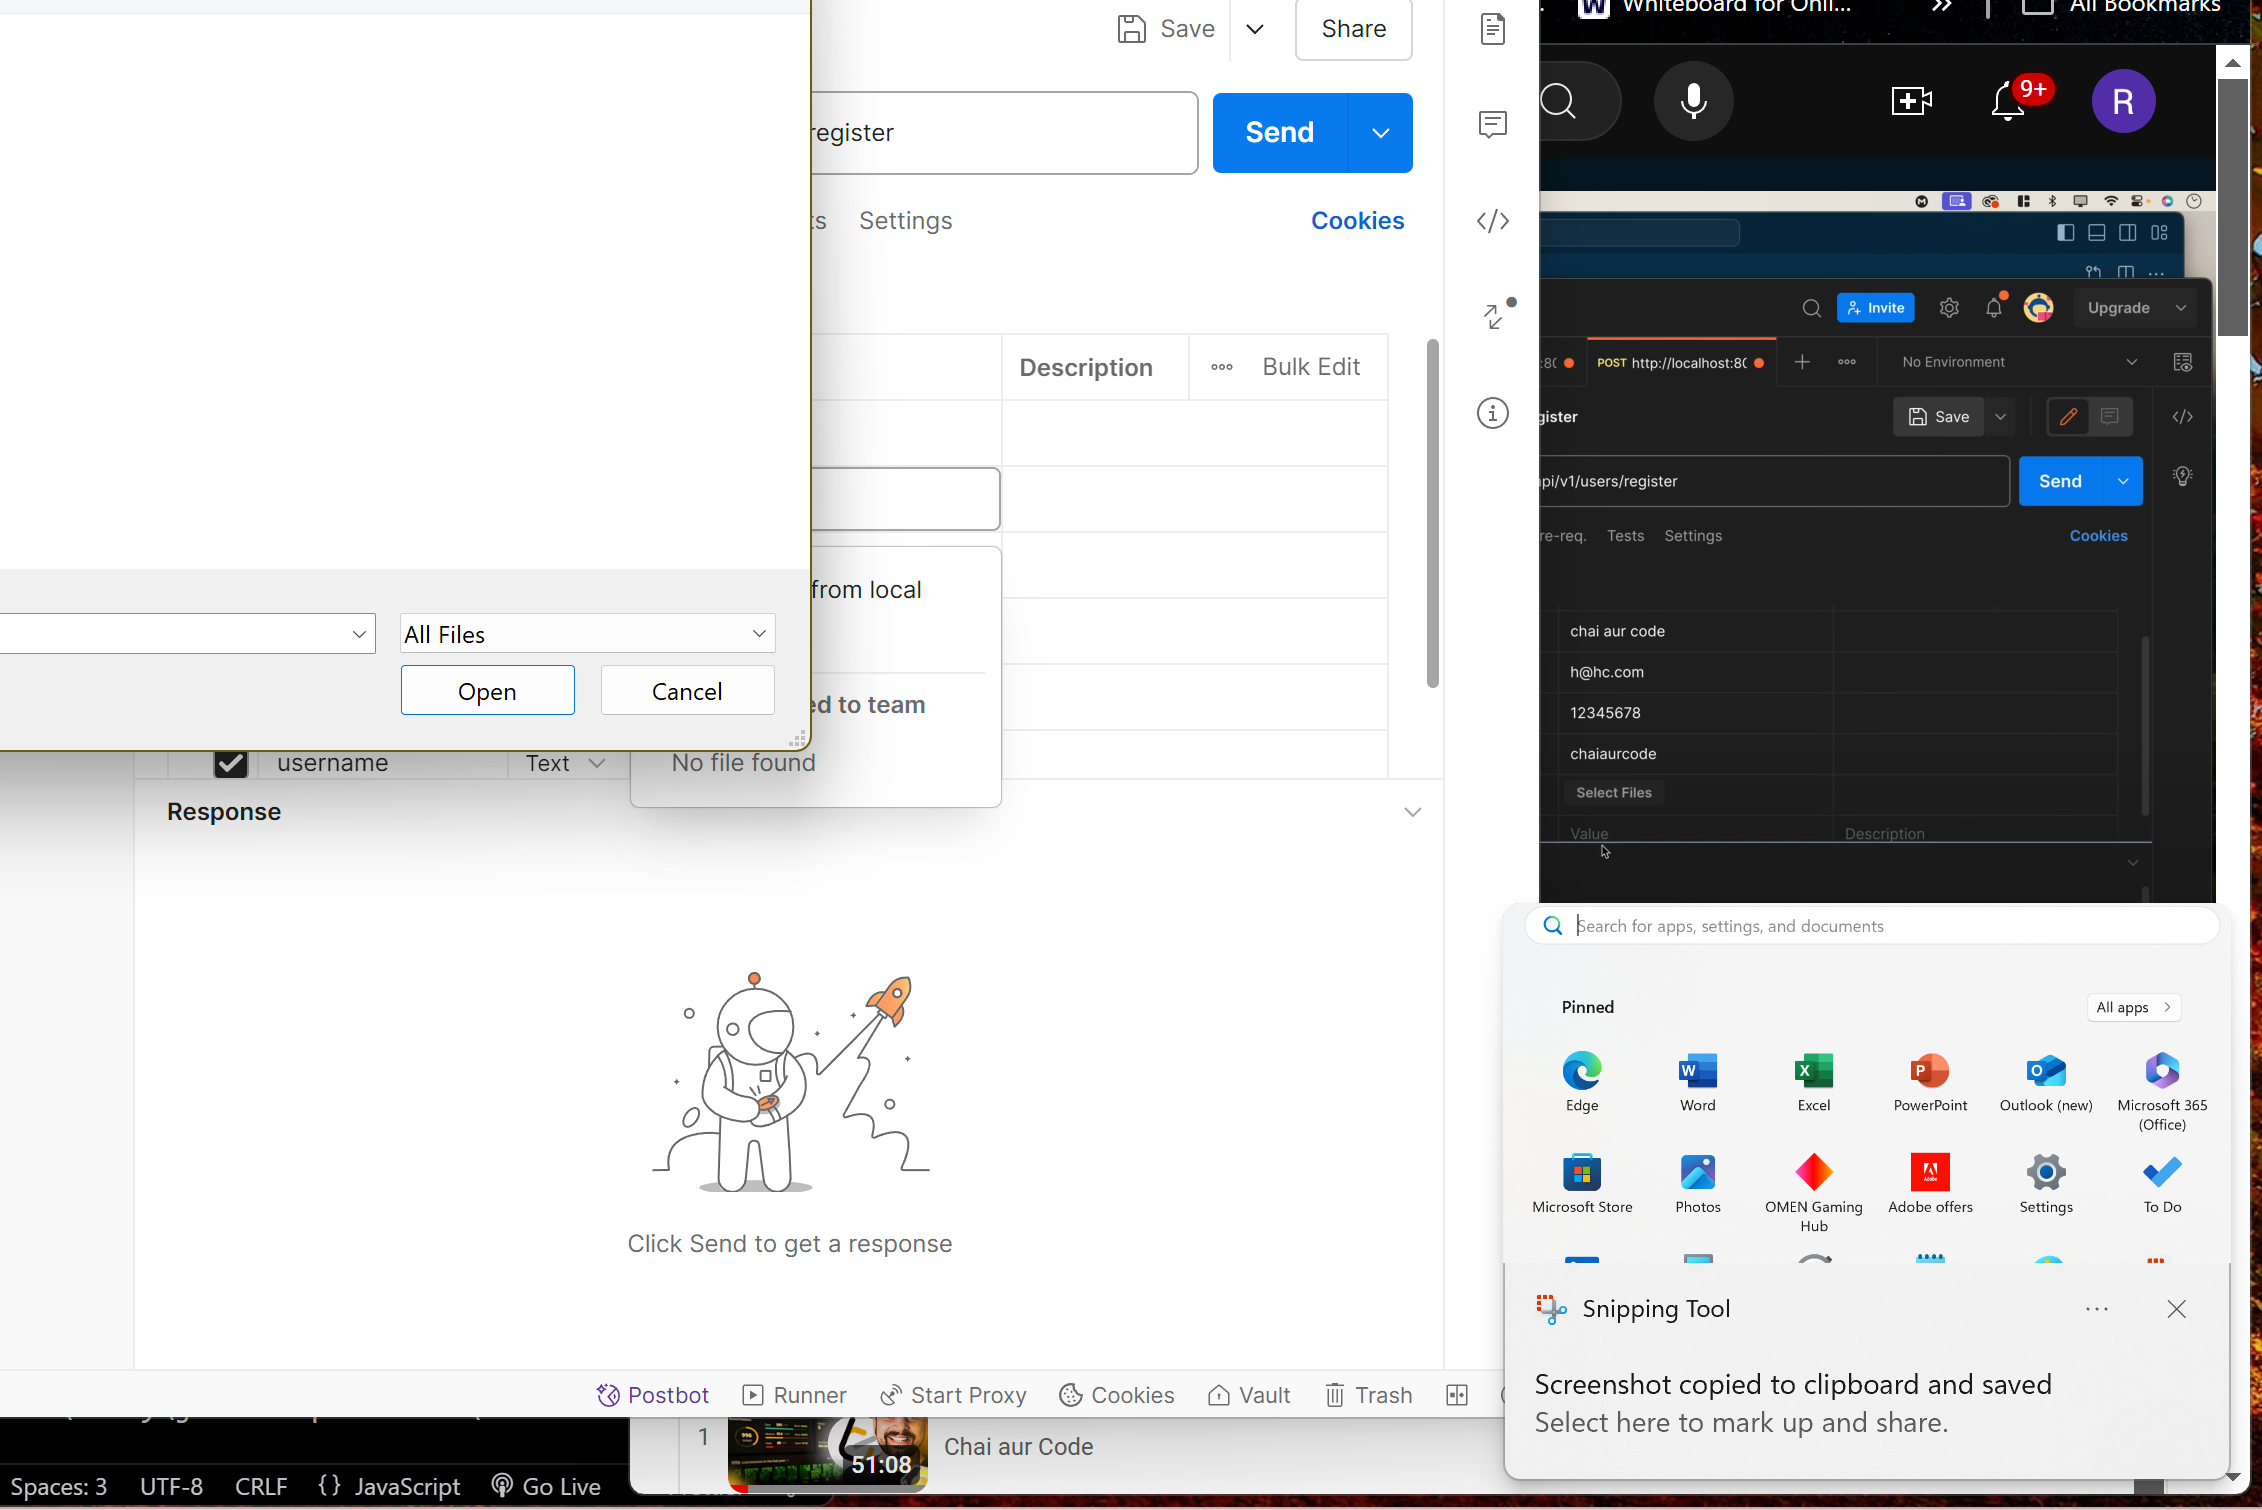 Save
Share
register
Send
Settings
Cookies
Description
Bulk Edit
from local
All Files
Open
Cancel
ed to team
username
Text
No file found
Response
Click Send to get a response
Postbot
Runner
Start Proxy
Cookies
Vault
Trash
1
51:08
Chai aur Code
Spaces: 3
UTF-8
CRLF
{ } JavaScript
Go Live
Whiteboard for Onli...
All Bookmarks
9+
R
Invite
Upgrade
:80
POST http://localhost:80
No Environment
gister
Save
pi/v1/users/register
Send
re-req.
Tests
Settings
Cookies
chai aur code
h@hc.com
12345678
chaiaurcode
Select Files
Value
Description
Search for apps, settings, and documents
Pinned
All apps
Edge
Word
Excel
PowerPoint
Outlook (new)
Microsoft 365
(Office)
Microsoft Store
Photos
OMEN Gaming
Hub
Adobe offers
Settings
To Do
Snipping Tool
Screenshot copied to clipboard and saved
Select here to mark up and share.